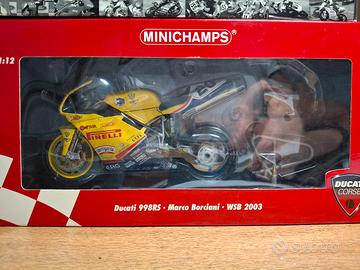 MINICHAMPS
1:12
PIRELLI
Ducati 998RS · Marco Borciani · WSB 2003
DUCATI
CORSE